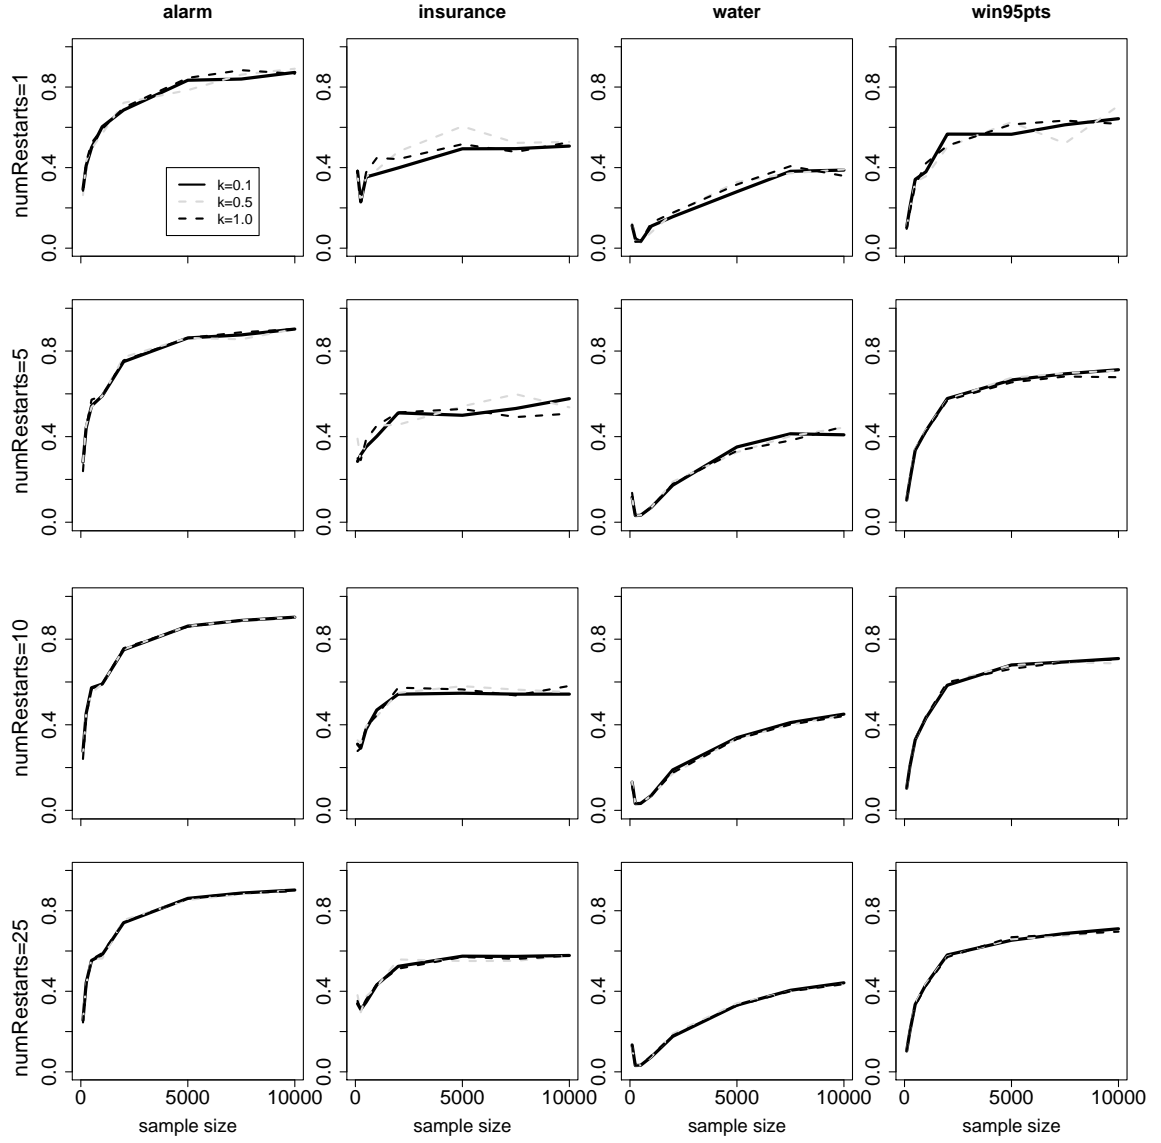 alarm insurance water win95pts
numRestarts=1
0.0 0.4 0.8
0.0 0.4 0.8
0.0 0.4 0.8
0.0 0.4 0.8
k=0.1
k=0.5
k=1.0
numRestarts=5
0.0 0.4 0.8
0.0 0.4 0.8
0.0 0.4 0.8
0.0 0.4 0.8
numRestarts=10
0.0 0.4 0.8
0.0 0.4 0.8
0.0 0.4 0.8
0.0 0.4 0.8
numRestarts=25
0.0 0.4 0.8
0.0 0.4 0.8
0.0 0.4 0.8
0.0 0.4 0.8
0 5000 10000 0 5000 10000 0 5000 10000 0 5000 10000
sample size sample size sample size sample size